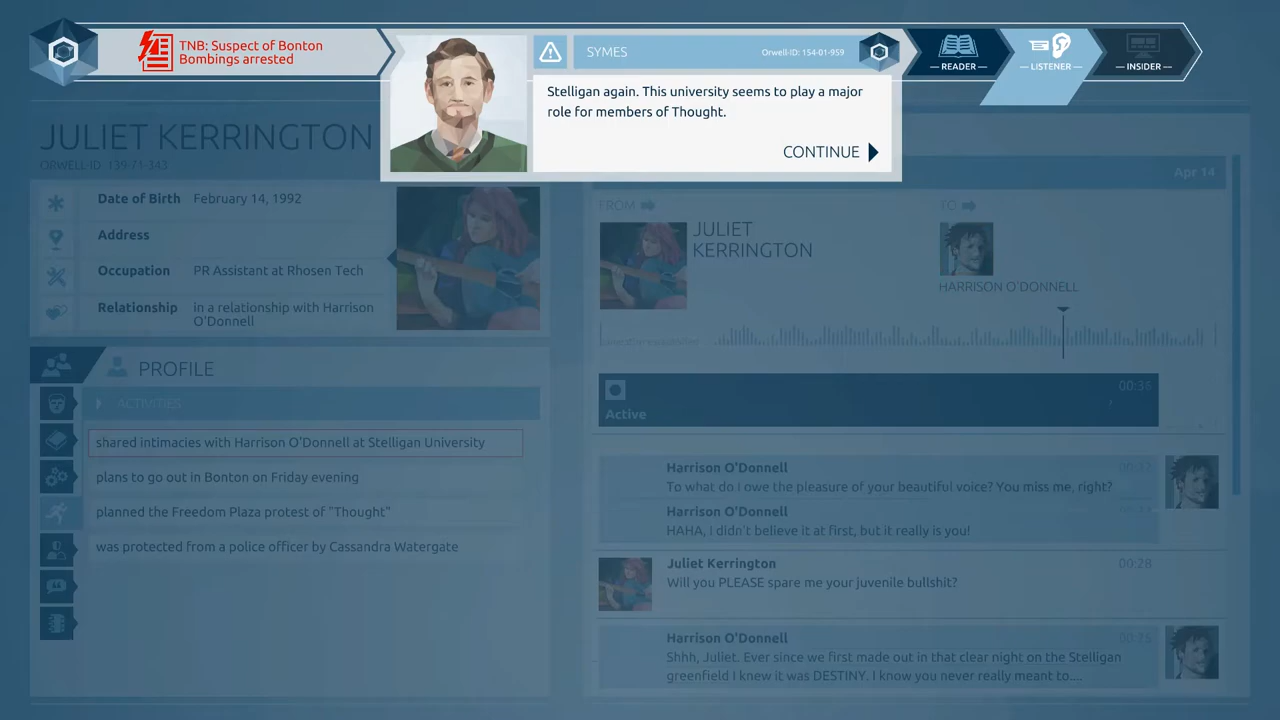 TNB: Suspect of Bonton
Bombings arrested
SYMES
Orwell-ID: 154-01-959
Stelligan again. This university seems to play a major
role for members of Thought.
CONTINUE
— READER —
— LISTENER —
— INSIDER —
JULIET KERRINGTON
ORWELL-ID: 139-71-343
Date of Birth February 14, 1992
Address
Occupation PR Assistant at Rhosen Tech
Relationship in a relationship with Harrison
O'Donnell
PROFILE
ACTIVITIES
shared intimacies with Harrison O'Donnell at Stelligan University
plans to go out in Bonton on Friday evening
planned the Freedom Plaza protest of "Thought"
was protected from a police officer by Cassandra Watergate
Apr 14
FROM
TO
JULIET
KERRINGTON
HARRISON O'DONNELL
00:36
Active
Harrison O'Donnell
To what do i owe the pleasure of your beautiful voice? You miss me, right?
Harrison O'Donnell
HAHA, I didn't believe it at first, but it really is you!
Juliet Kerrington 00:28
Will you PLEASE spare me your juvenile bullshit?
Harrison O'Donnell 00:25
Shhh, Juliet. Ever since we first made out in that clear night on the Stelligan
greenfield I knew it was DESTINY. I know you never really meant to....